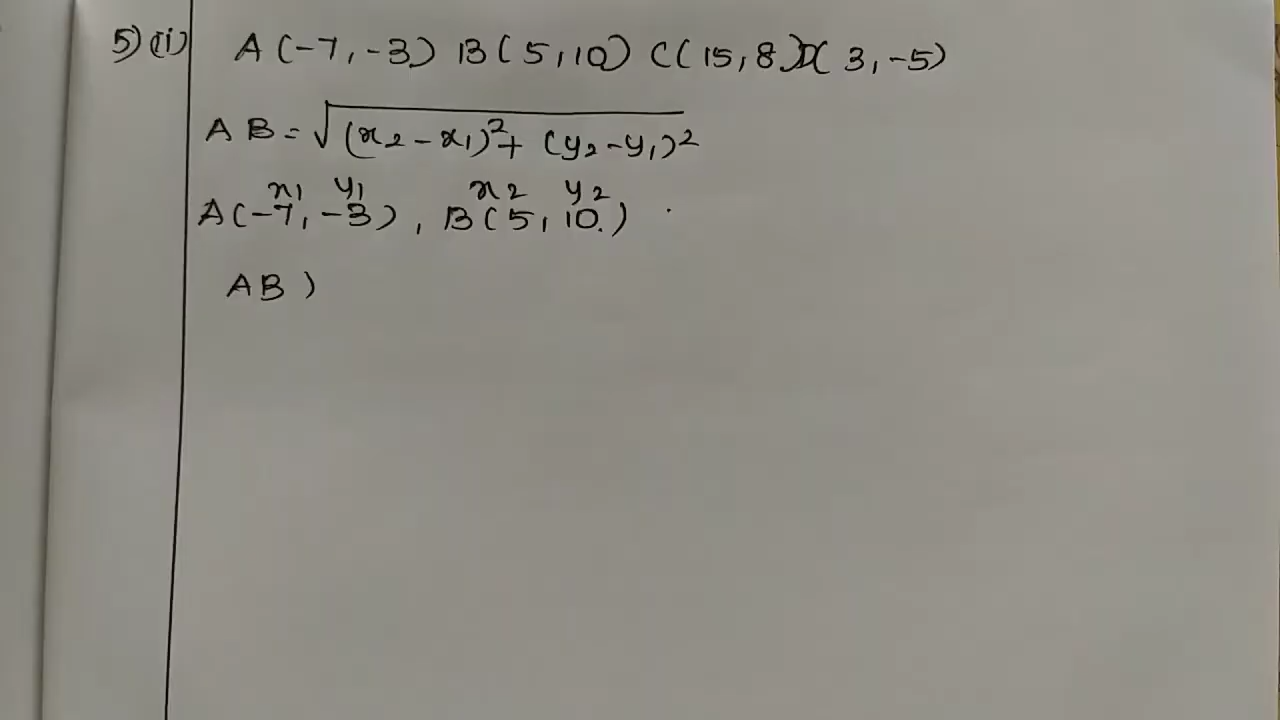 5)(i) A(-7,-3) B(5,10) C(15,8)D(3,-5)
AB=√(x2-x1)²+(y2-y1)²
x1 y1 x2 y2
A(-7,-3), B(5,10.)
AB)